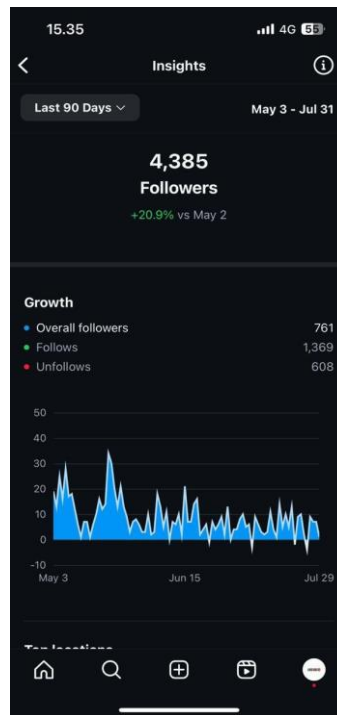 15.35
4G 55
Insights
Last 90 Days
May 3 - Jul 31
4,385
Followers
+20.9% vs May 2
Growth
Overall followers 761
Follows 1,369
Unfollows 608
50
40
30
20
10
0
-10
May 3 Jun 15 Jul 29
Top locations